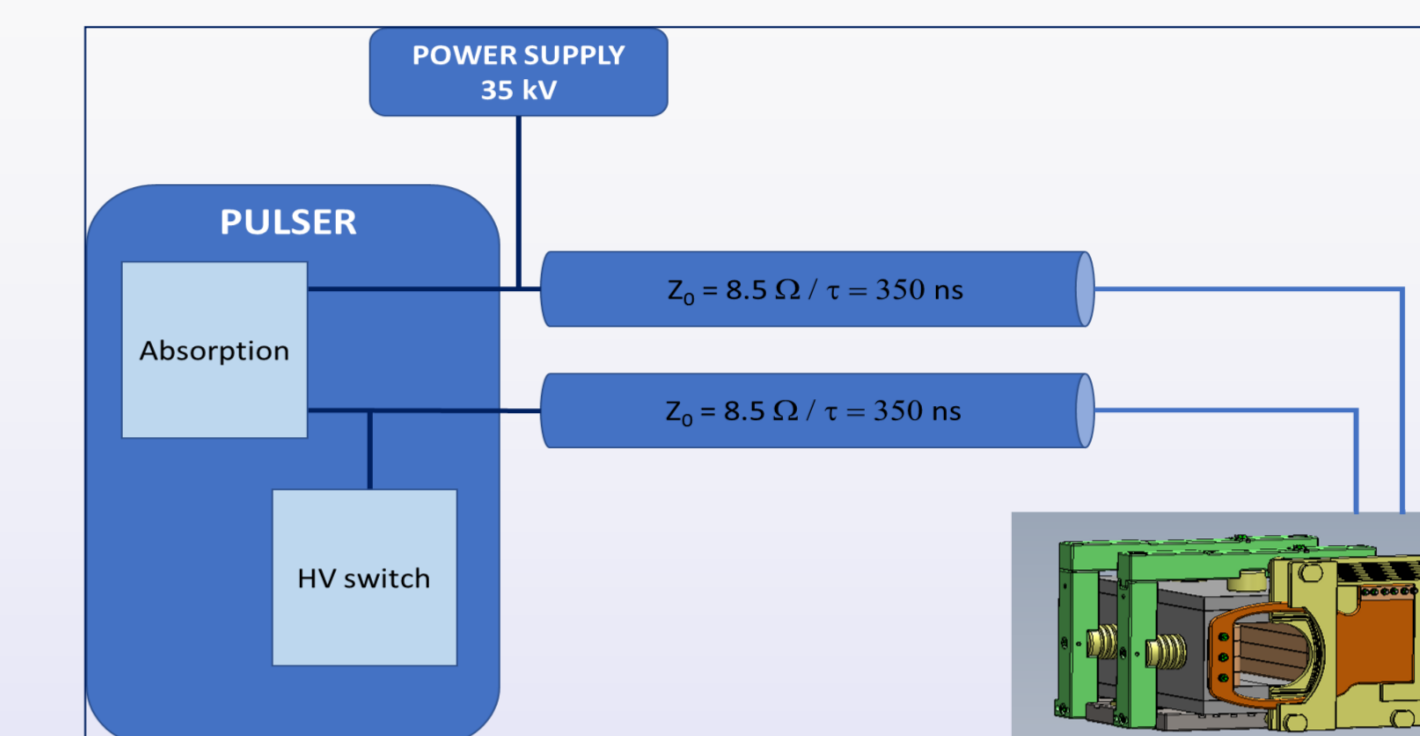 POWER SUPPLY
35 kV
PULSER
Z₀ = 8.5 Ω / τ = 350 ns
Absorption
Z₀ = 8.5 Ω / τ = 350 ns
HV switch